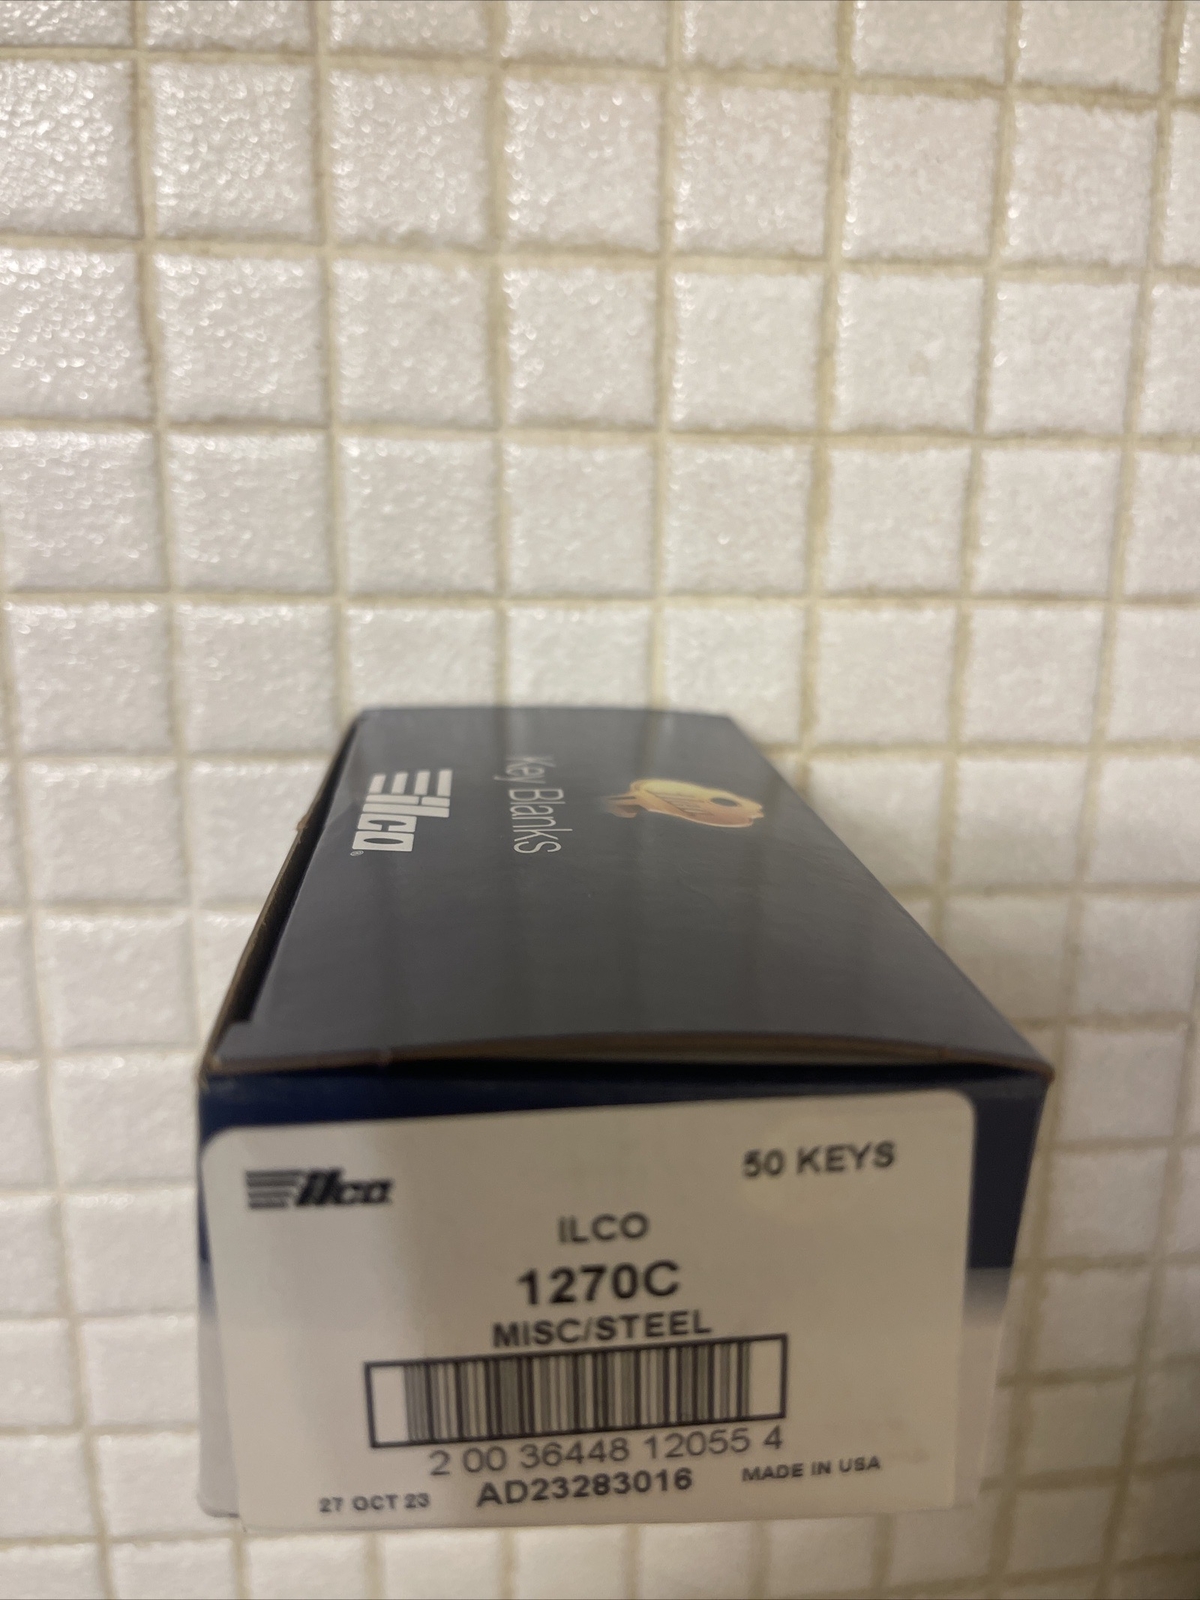 ilco®
Key Blanks
ilco
50 KEYS
ILCO
1270C
MISC/STEEL
2 00 36448 12055 4
27 OCT 23 AD23283016 MADE IN USA